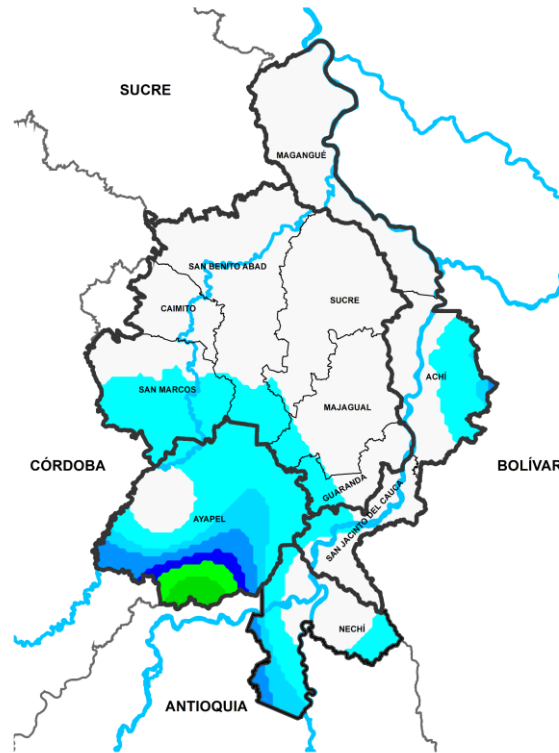 SUCRE
MAGANGUÉ
SAN BENITO ABAD
SUCRE
CAIMITO
ACHÍ
SAN MARCOS
MAJAGUAL
CÓRDOBA
BOLÍVAR
GUARANDA
AYAPEL
SAN JACINTO DEL CAUCA
NECHÍ
ANTIOQUIA